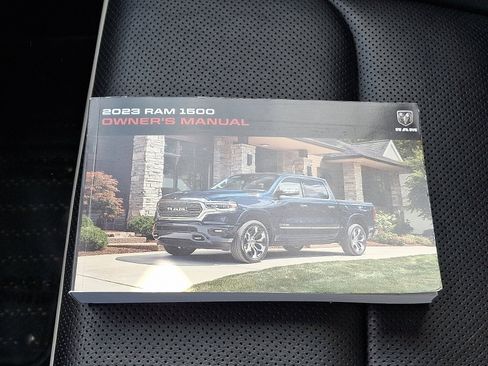 2023 RAM 1500
OWNER'S MANUAL
RAM
RAM